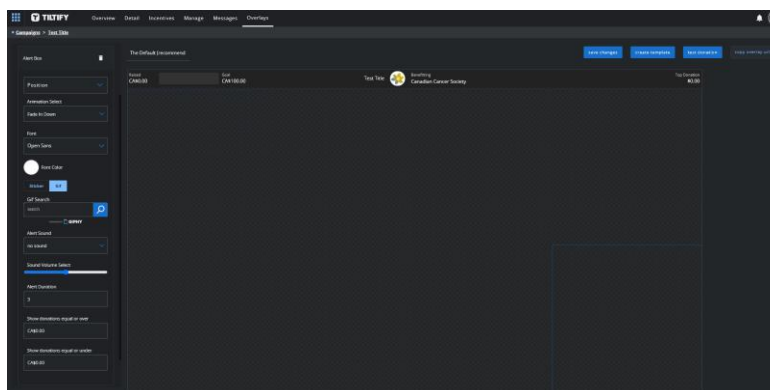 TILTIFY
Overview Detail Incentives Manage Messages Overlays
Campaigns > Test Title
Alert Box
The Default (recommend
save changes
create template
test donation
Raised
CA$0.00
Goal
CA$100.00
Test Title
Benefiting
Canadian Cancer Society
Top Donation
$0.00
Position
Animation Select
Fade In Down
Font
Open Sans
Font Color
Sticker
Gif
Gif Search
search
GIPHY
Alert Sound
no sound
Sound Volume Select
Alert Duration
3
Show donations equal or over
CA$0.00
Show donations equal or under
CA$0.00